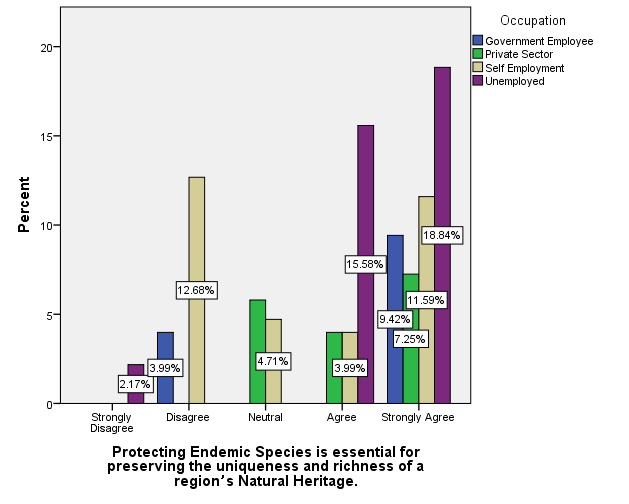 Occupation
Government Employee
Private Sector
Self Employment
Unemployed
Percent
20
15
10
5
0
2.17%
3.99%
12.68%
4.71%
3.99%
15.58%
9.42%
7.25%
11.59%
18.84%
Strongly Disagree
Disagree
Neutral
Agree
Strongly Agree
Protecting Endemic Species is essential for
preserving the uniqueness and richness of a
region’s Natural Heritage.